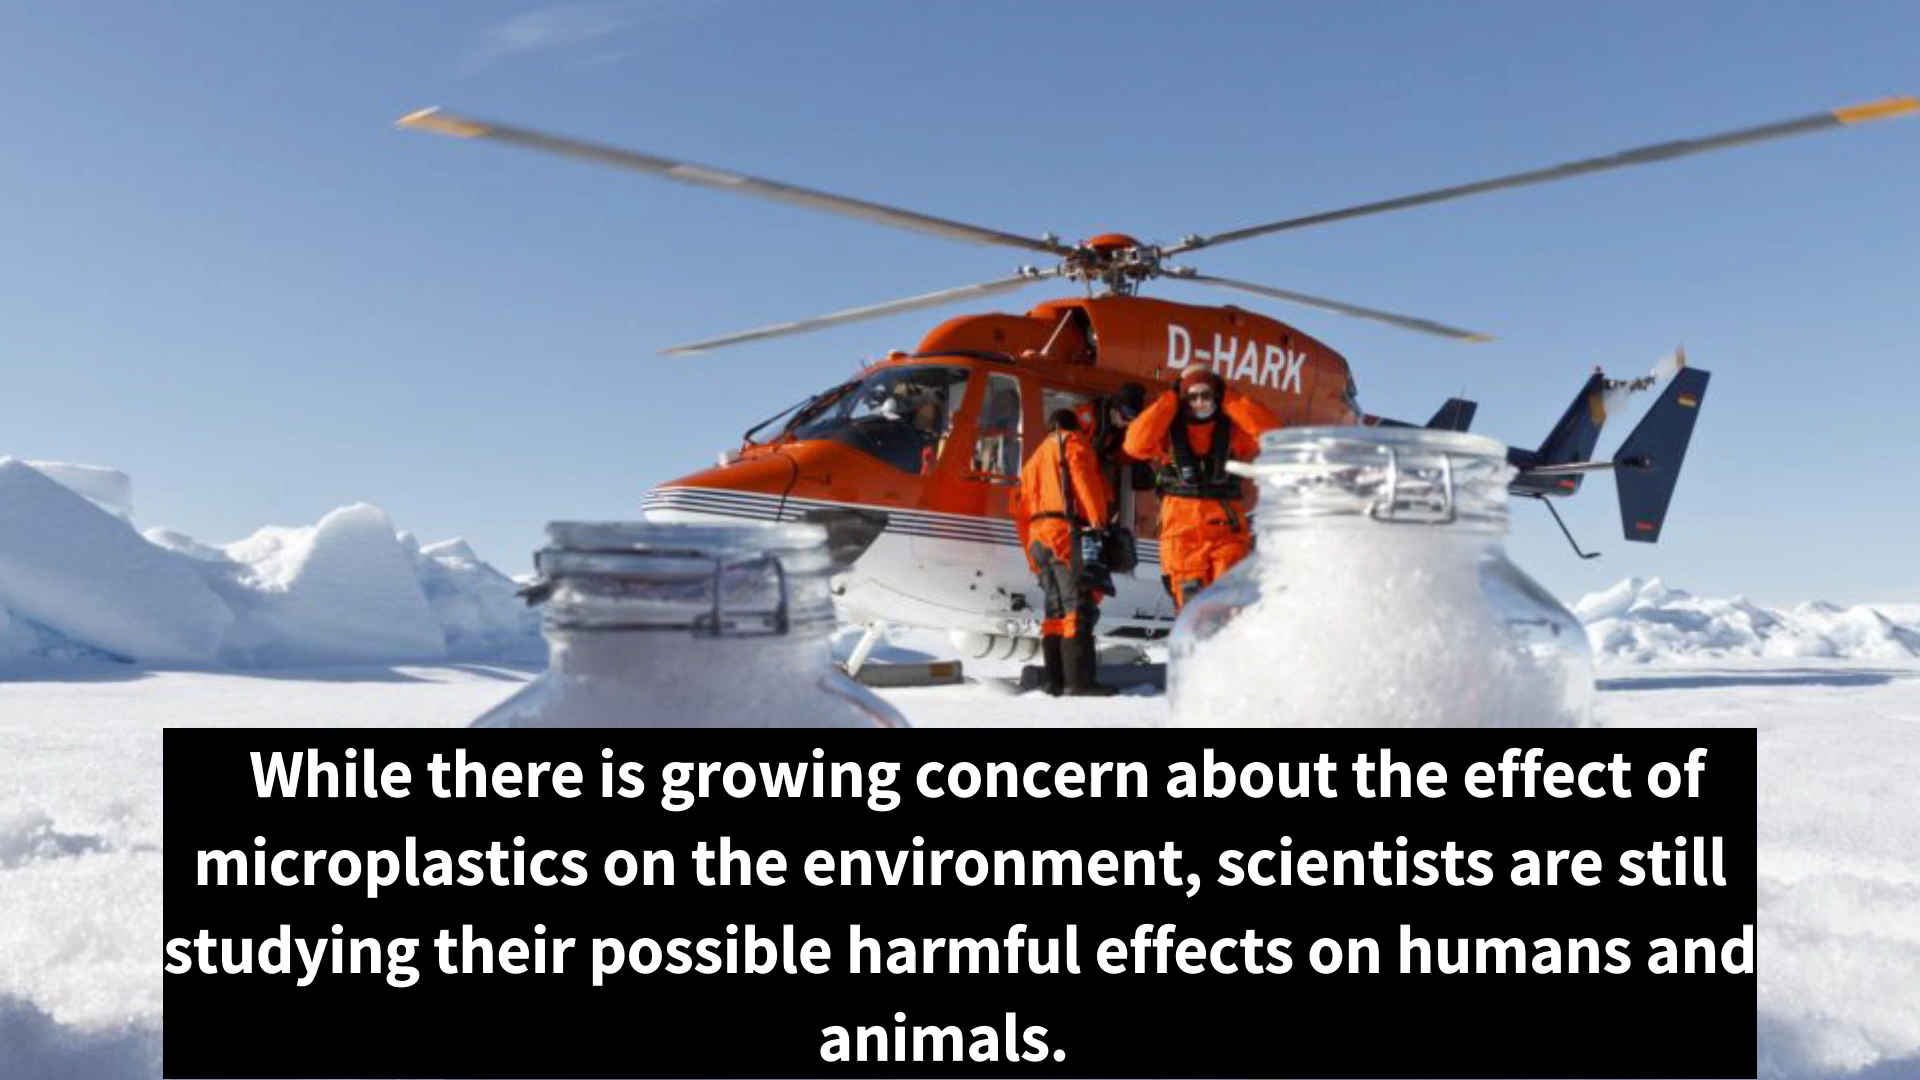 D-HARK
While there is growing concern about the effect of
microplastics on the environment, scientists are still
studying their possible harmful effects on humans and
animals.